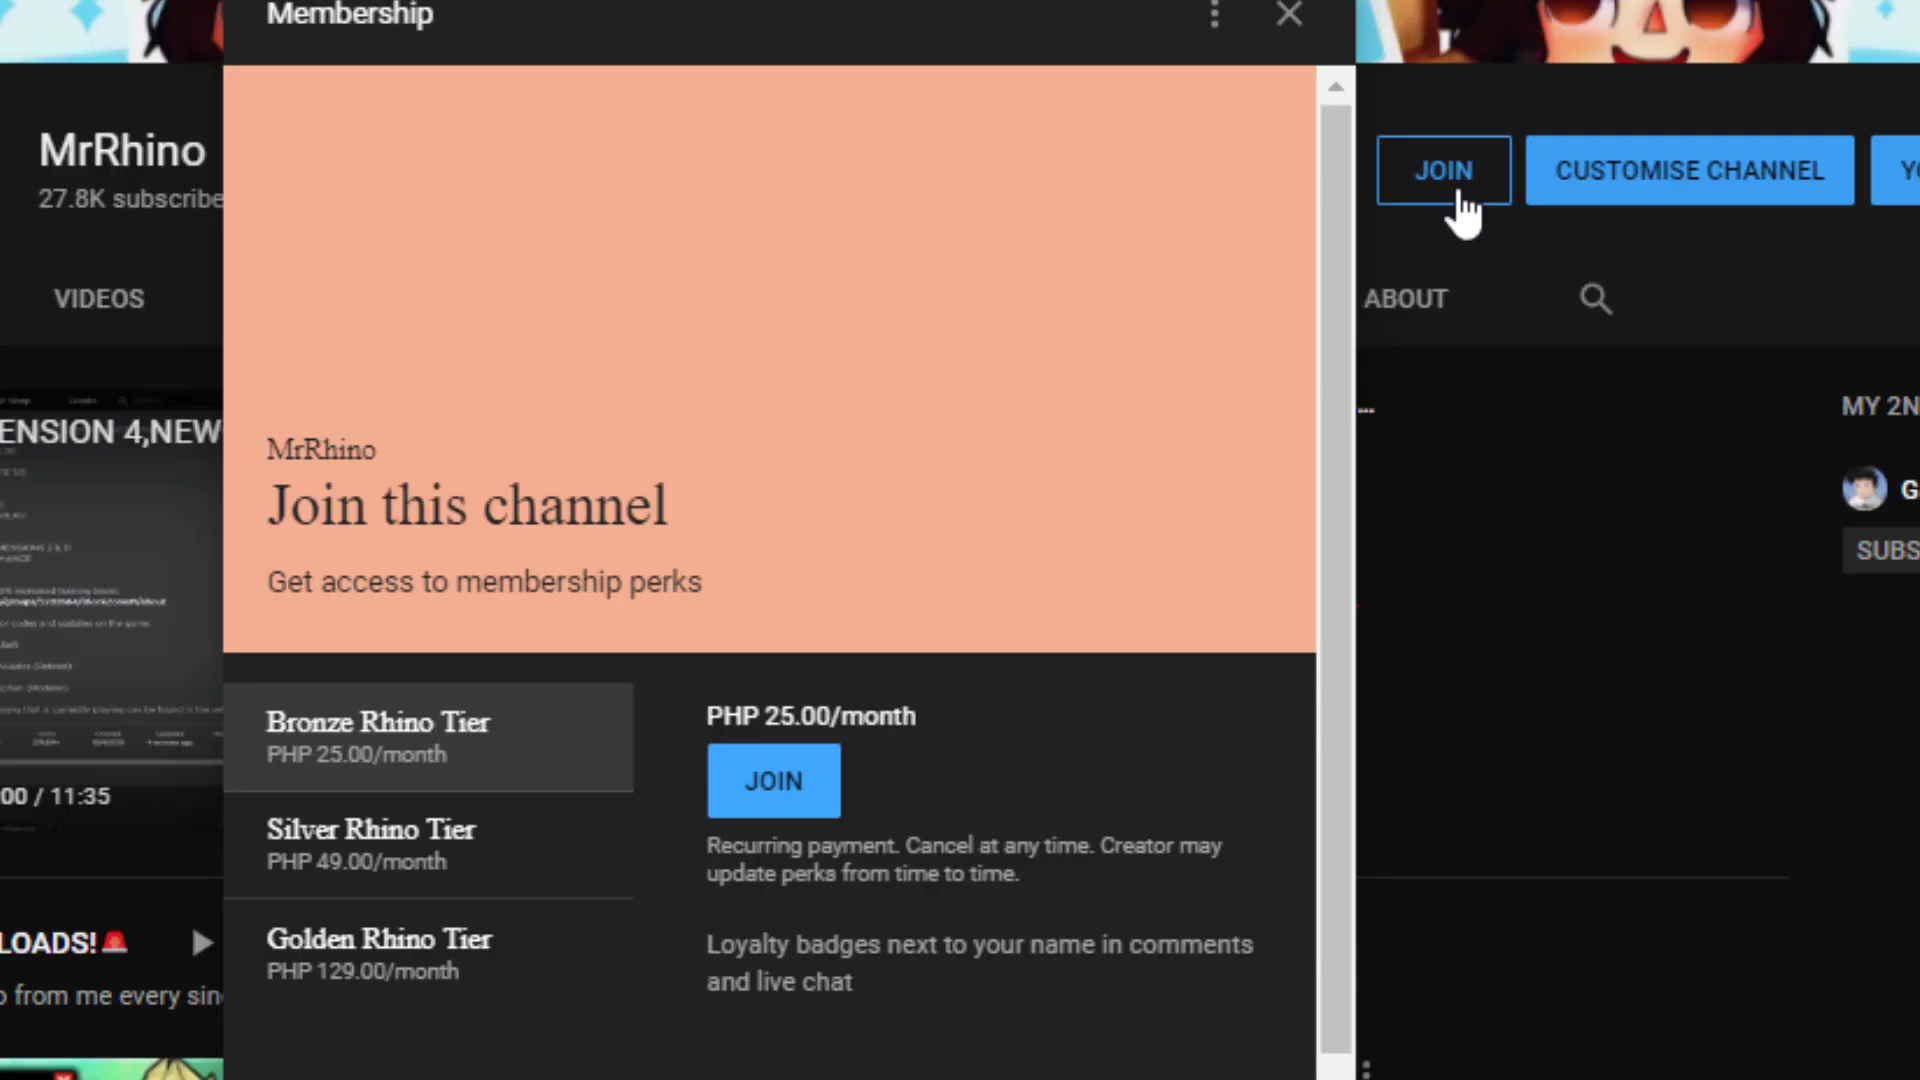 Membership
MrRhino
27.8K subscribe
JOIN
CUSTOMISE CHANNEL
YO
VIDEOS
ABOUT
ENSION 4,NEW
00 / 11:35
LOADS!
o from me every sin
MrRhino
Join this channel
Get access to membership perks
Bronze Rhino Tier
PHP 25.00/month
Silver Rhino Tier
PHP 49.00/month
Golden Rhino Tier
PHP 129.00/month
PHP 25.00/month
JOIN
Recurring payment. Cancel at any time. Creator may
update perks from time to time.
Loyalty badges next to your name in comments
and live chat
...
MY 2N
G
SUBS